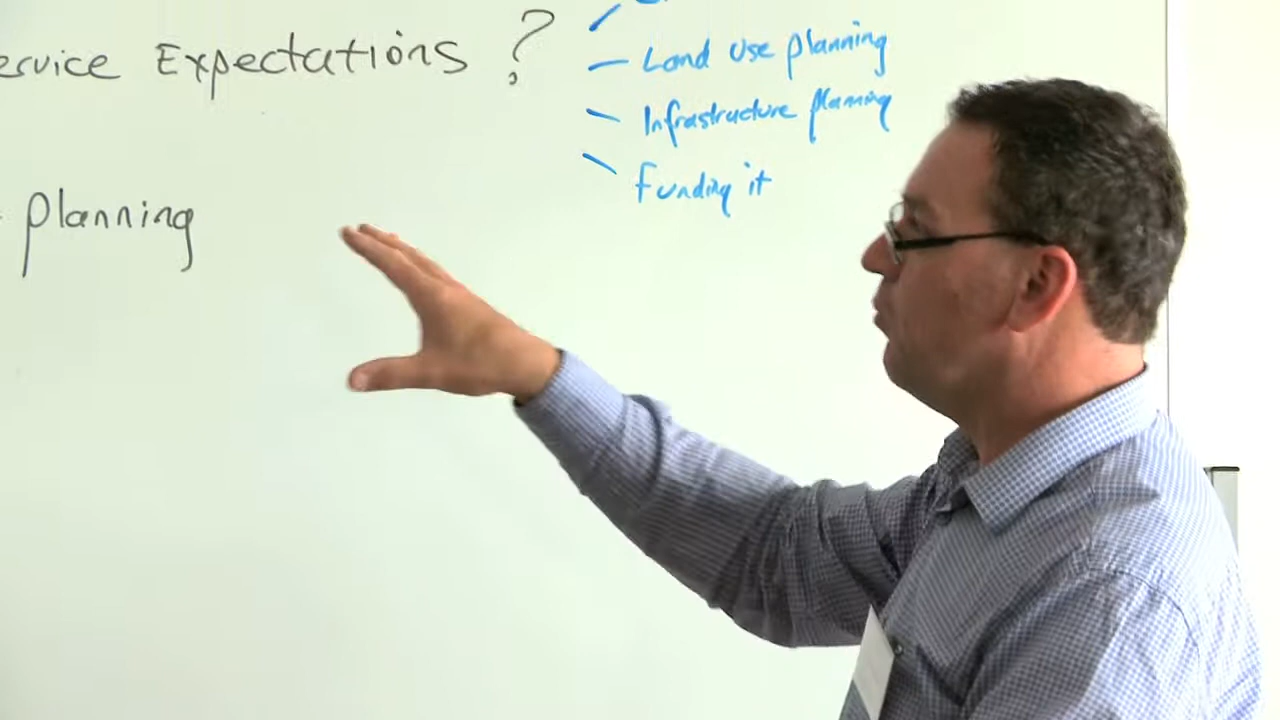 ervice Expectations ?
Land Use planning
Infrastructure planning
Funding it
planning